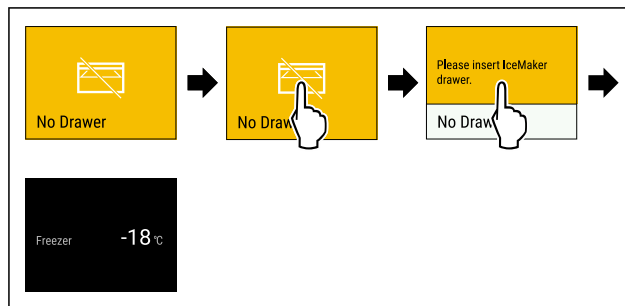 No Drawer
No Draw
Please insert IceMaker
drawer.
No Draw
Freezer -18 °C